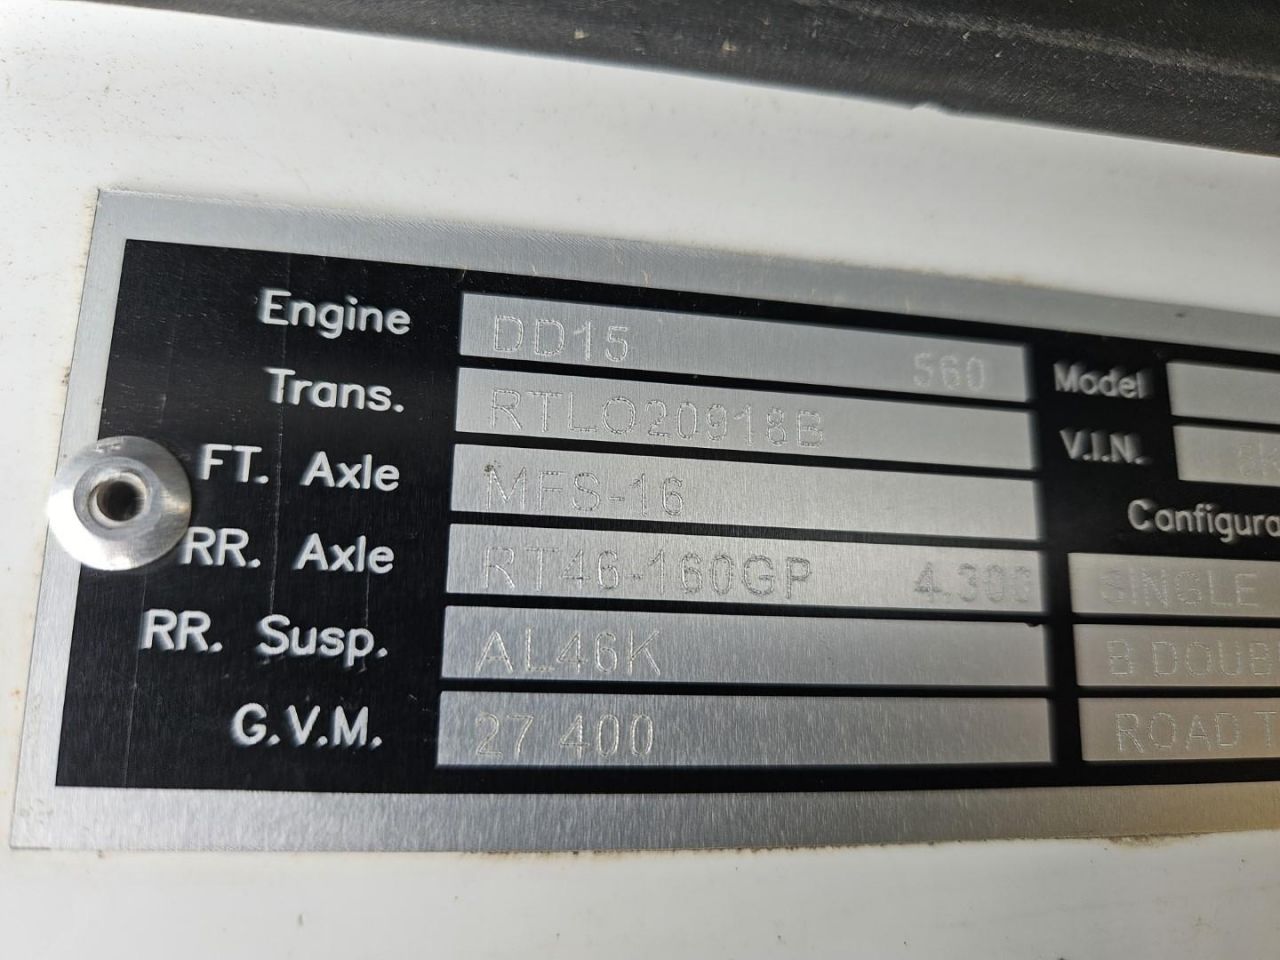 Engine DD15 560
Trans. RTLO20918B
FT. Axle MFS-16
RR. Axle RT46-160GP 4.300
RR. Susp. AL46K
G.V.M. 27 400
Model
V.I.N.
Configura
SINGLE
B DOUB
ROAD T